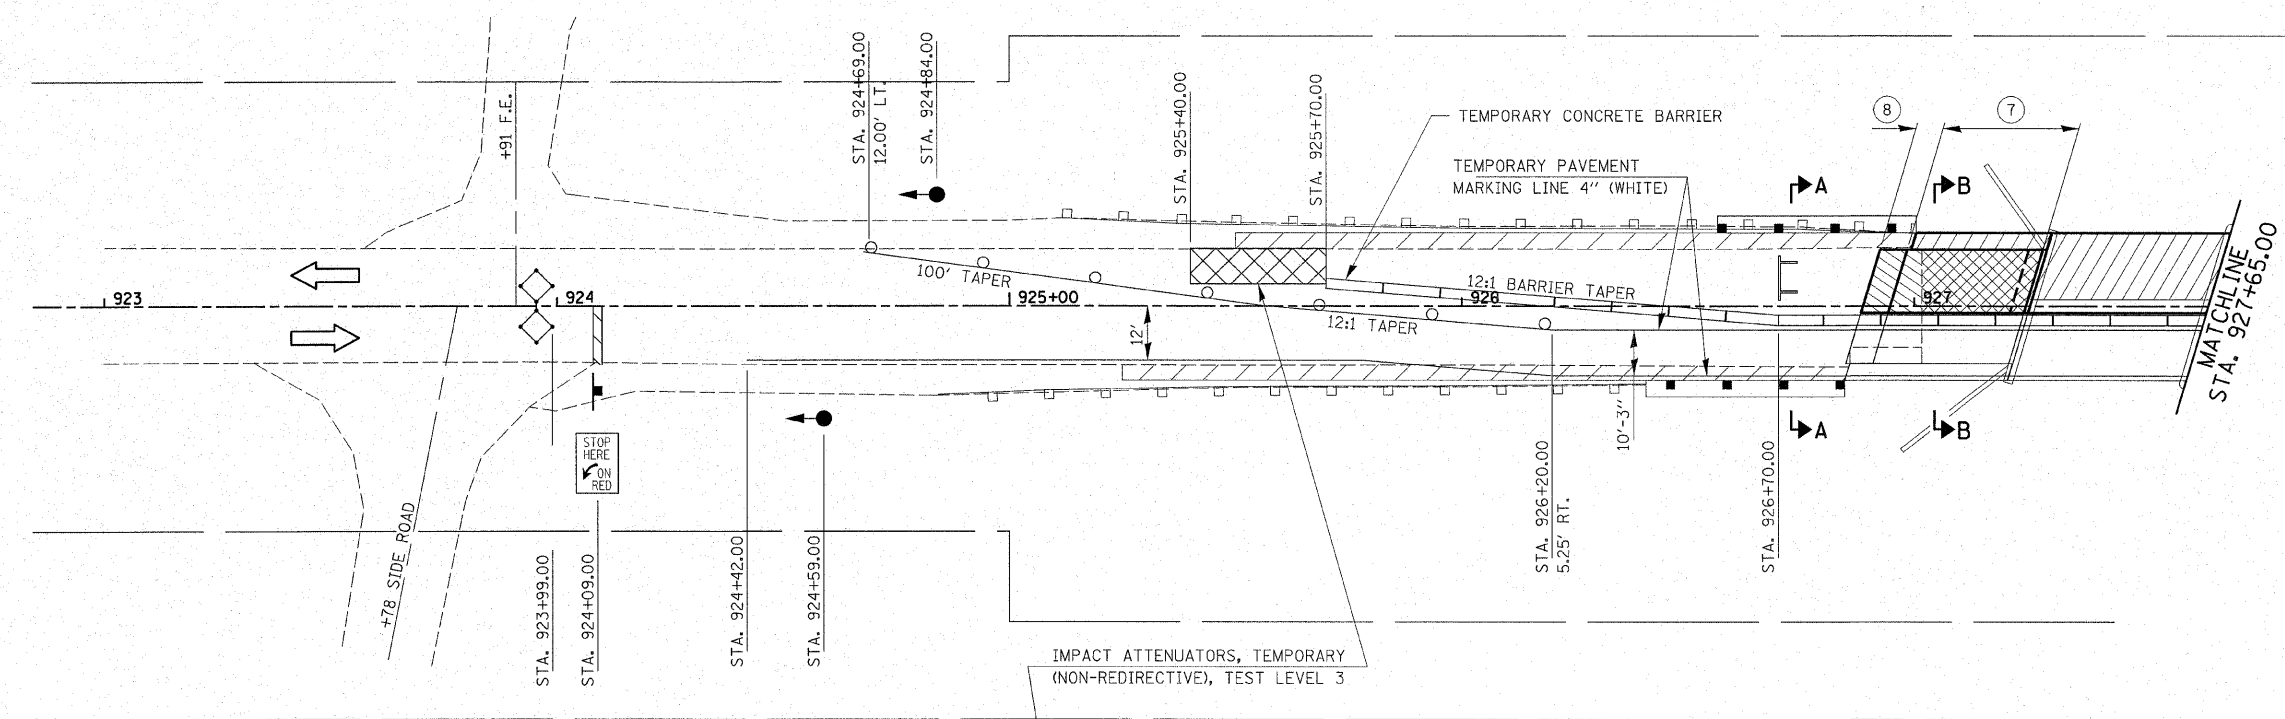 STA. 924+69.00
12.00' LT.
STA. 924+84.00
+91 F.E.
STA. 925+40.00
STA. 925+70.00
TEMPORARY CONCRETE BARRIER
TEMPORARY PAVEMENT
MARKING LINE 4" (WHITE)
8
7
A
B
100' TAPER
12:1 BARRIER TAPER
12:1 TAPER
923
924
925+00
926
927
12'
10'-3"
MATCHLINE
STA. 927+65.00
A
B
STOP
HERE
ON
RED
+78 SIDE ROAD
STA. 923+99.00
STA. 924+09.00
STA. 924+42.00
STA. 924+59.00
STA. 926+20.00
5.25' RT.
STA. 926+70.00
IMPACT ATTENUATORS, TEMPORARY
(NON-REDIRECTIVE), TEST LEVEL 3